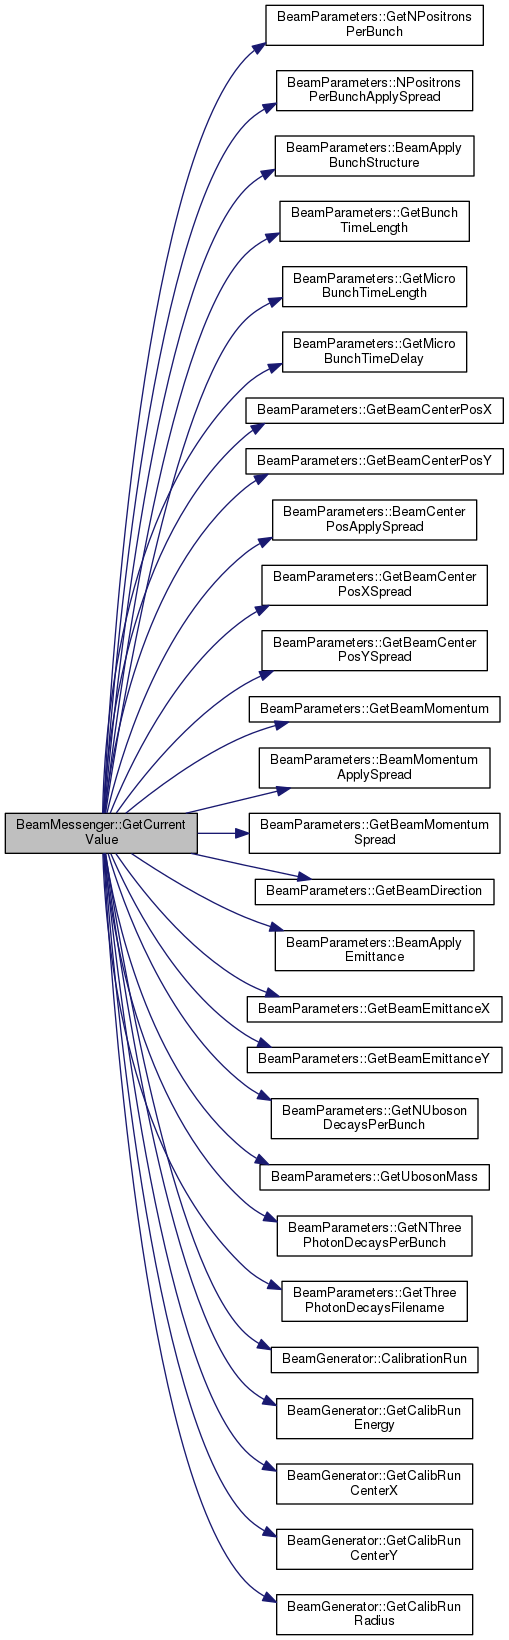 BeamParameters::GetNPositrons
PerBunch
BeamParameters::NPositrons
PerBunchApplySpread
BeamParameters::BeamApply
BunchStructure
BeamParameters::GetBunch
TimeLength
BeamParameters::GetMicro
BunchTimeLength
BeamParameters::GetMicro
BunchTimeDelay
BeamParameters::GetBeamCenterPosX
BeamParameters::GetBeamCenterPosY
BeamParameters::BeamCenter
PosApplySpread
BeamParameters::GetBeamCenter
PosXSpread
BeamParameters::GetBeamCenter
PosYSpread
BeamParameters::GetBeamMomentum
BeamParameters::BeamMomentum
ApplySpread
BeamMessenger::GetCurrent
Value
BeamParameters::GetBeamMomentum
Spread
BeamParameters::GetBeamDirection
BeamParameters::BeamApply
Emittance
BeamParameters::GetBeamEmittanceX
BeamParameters::GetBeamEmittanceY
BeamParameters::GetNUboson
DecaysPerBunch
BeamParameters::GetUbosonMass
BeamParameters::GetNThree
PhotonDecaysPerBunch
BeamParameters::GetThree
PhotonDecaysFilename
BeamGenerator::CalibrationRun
BeamGenerator::GetCalibRun
Energy
BeamGenerator::GetCalibRun
CenterX
BeamGenerator::GetCalibRun
CenterY
BeamGenerator::GetCalibRun
Radius